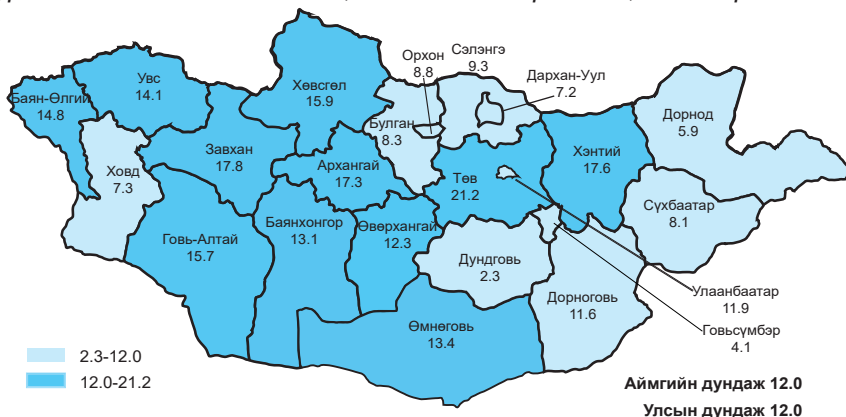 Орхон
8.8
Сэлэнгэ
9.3
Дархан-Уул
7.2
Увс
14.1
Хөвсгөл
15.9
Баян-Өлгий
14.8
Дорнод
5.9
Булган
8.3
Завхан
17.8
Хэнтий
17.6
Архангай
17.3
Ховд
7.3
Төв
21.2
Сүхбаатар
8.1
Говь-Алтай
15.7
Баянхонгор
13.1
Өвөрхангай
12.3
Дундговь
2.3
Дорноговь
11.6
Улаанбаатар
11.9
Өмнөговь
13.4
Говьсүмбэр
4.1
2.3-12.0
12.0-21.2
Аймгийн дундаж 12.0
Улсын дундаж 12.0